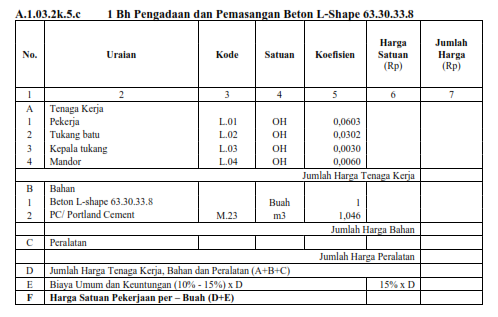 A.1.03.2k.5.c 1 Bh Pengadaan dan Pemasangan Beton L-Shape 63.30.33.8
No. Uraian Kode Satuan Koefisien Harga Satuan (Rp) Jumlah Harga (Rp)
1 2 3 4 5 6 7
A Tenaga Kerja
1 Pekerja L.01 OH 0,0603
2 Tukang batu L.02 OH 0,0302
3 Kepala tukang L.03 OH 0,0030
4 Mandor L.04 OH 0,0060
Jumlah Harga Tenaga Kerja
B Bahan
1 Beton L-shape 63.30.33.8 Buah 1
2 PC/ Portland Cement M.23 m3 1,046
Jumlah Harga Bahan
C Peralatan
Jumlah Harga Peralatan
D Jumlah Harga Tenaga Kerja, Bahan dan Peralatan (A+B+C)
E Biaya Umum dan Keuntungan (10% - 15%) x D 15% x D
F Harga Satuan Pekerjaan per – Buah (D+E)